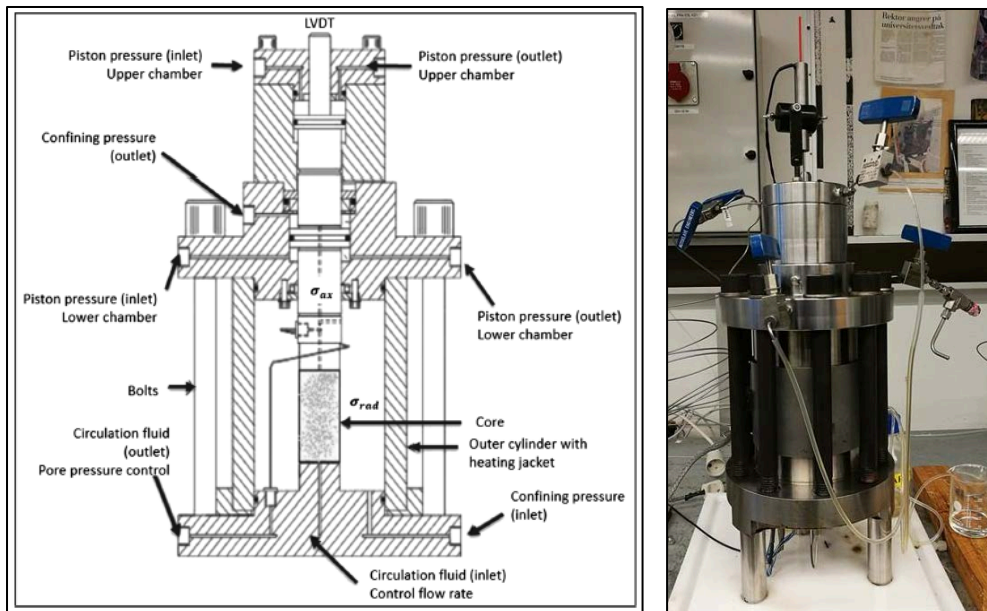 LVDT
Piston pressure (inlet)
Upper chamber
Piston pressure (outlet)
Upper chamber
Confining pressure
(outlet)
Piston pressure (inlet)
Lower chamber
σ_ax
Piston pressure (outlet)
Lower chamber
Bolts
σ_rad
Core
Circulation fluid
(outlet)
Pore pressure control
Outer cylinder with
heating jacket
Confining pressure
(inlet)
Circulation fluid (inlet)
Control flow rate
Rektor angrer på
universitetsvedtak